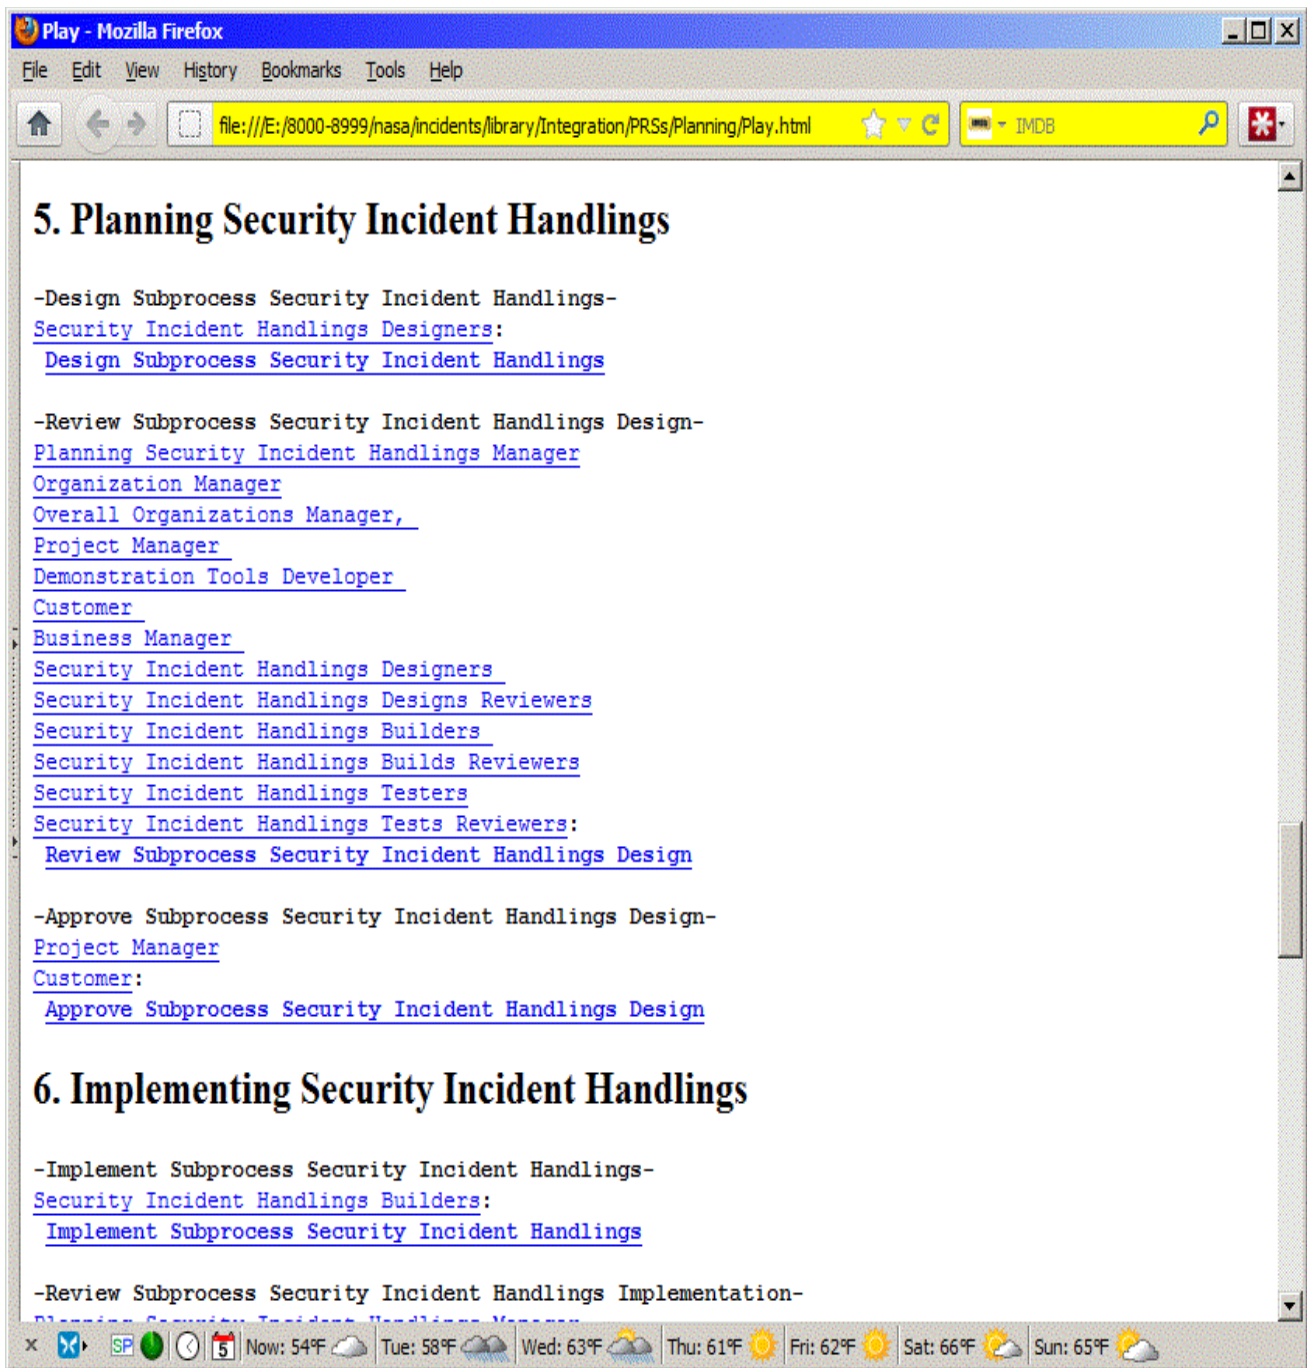 Play - Mozilla Firefox
File Edit View History Bookmarks Tools Help
file:///E:/8000-8999/nasa/incidents/library/Integration/PRSs/Planning/Play.html IMDB
5. Planning Security Incident Handlings
-Design Subprocess Security Incident Handlings-
Security Incident Handlings Designers:
Design Subprocess Security Incident Handlings
-Review Subprocess Security Incident Handlings Design-
Planning Security Incident Handlings Manager
Organization Manager
Overall Organizations Manager,
Project Manager
Demonstration Tools Developer
Customer
Business Manager
Security Incident Handlings Designers
Security Incident Handlings Designs Reviewers
Security Incident Handlings Builders
Security Incident Handlings Builds Reviewers
Security Incident Handlings Testers
Security Incident Handlings Tests Reviewers:
Review Subprocess Security Incident Handlings Design
-Approve Subprocess Security Incident Handlings Design-
Project Manager
Customer:
Approve Subprocess Security Incident Handlings Design
6. Implementing Security Incident Handlings
-Implement Subprocess Security Incident Handlings-
Security Incident Handlings Builders:
Implement Subprocess Security Incident Handlings
-Review Subprocess Security Incident Handlings Implementation-
Planning Security Incident Handlings Manager
SP 5 Now: 54°F Tue: 58°F Wed: 63°F Thu: 61°F Fri: 62°F Sat: 66°F Sun: 65°F